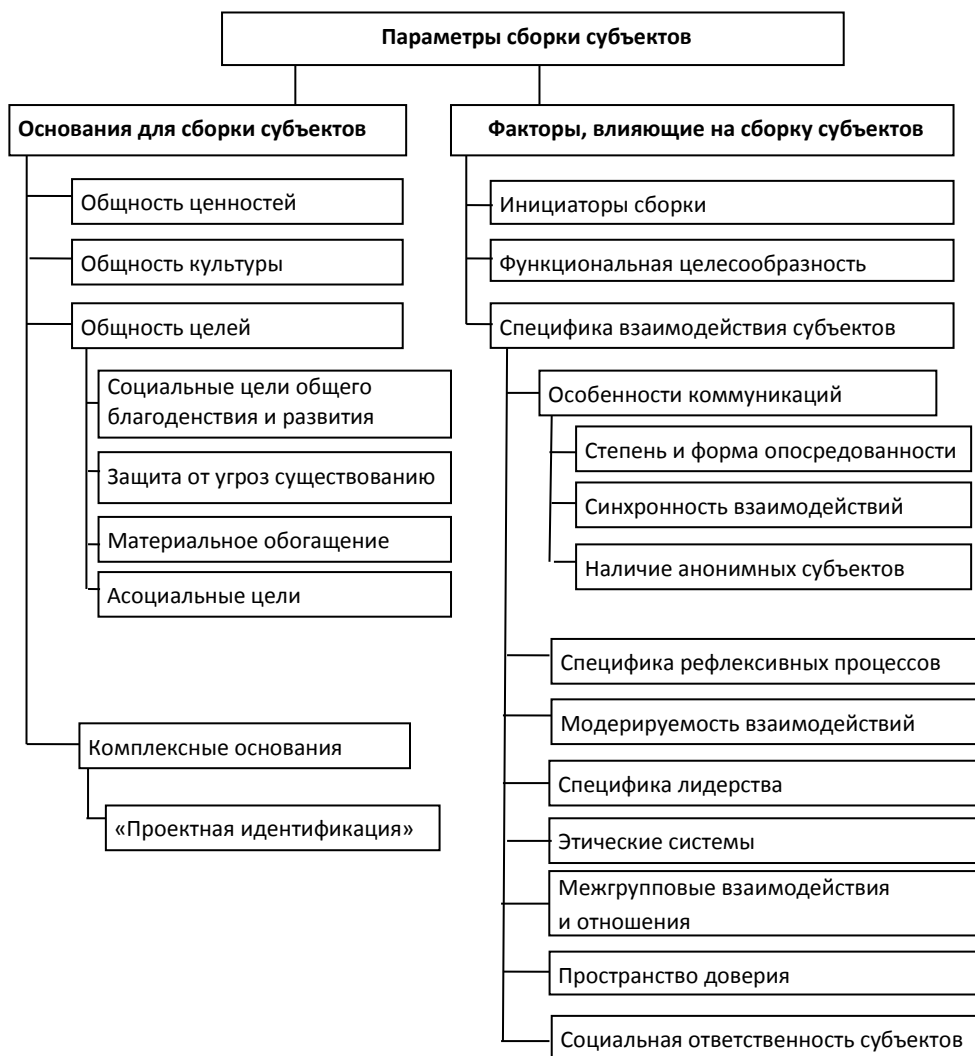 Параметры сборки субъектов
Основания для сборки субъектов
Общность ценностей
Общность культуры
Общность целей
Социальные цели общего
благоденствия и развития
Защита от угроз существованию
Материальное обогащение
Асоциальные цели
Комплексные основания
«Проектная идентификация»
Факторы, влияющие на сборку субъектов
Инициаторы сборки
Функциональная целесообразность
Специфика взаимодействия субъектов
Особенности коммуникаций
Степень и форма опосредованности
Синхронность взаимодействий
Наличие анонимных субъектов
Специфика рефлексивных процессов
Модерируемость взаимодействий
Специфика лидерства
Этические системы
Межгрупповые взаимодействия
и отношения
Пространство доверия
Социальная ответственность субъектов